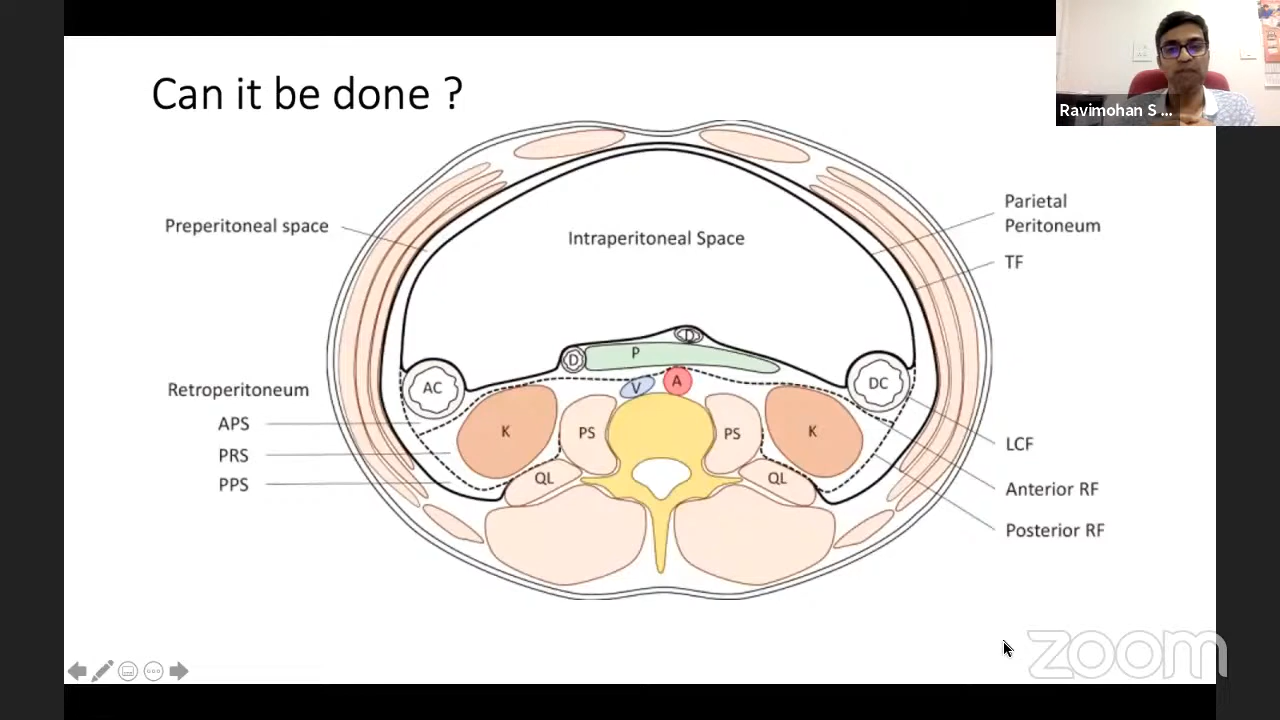 Can it be done ?
Ravimohan S ...
Preperitoneal space
Intraperitoneal Space
Parietal
Peritoneum
TF
D
D
P
V
A
AC
DC
Retroperitoneum
APS
PRS
PPS
K
PS
PS
K
QL
QL
LCF
Anterior RF
Posterior RF
zoom